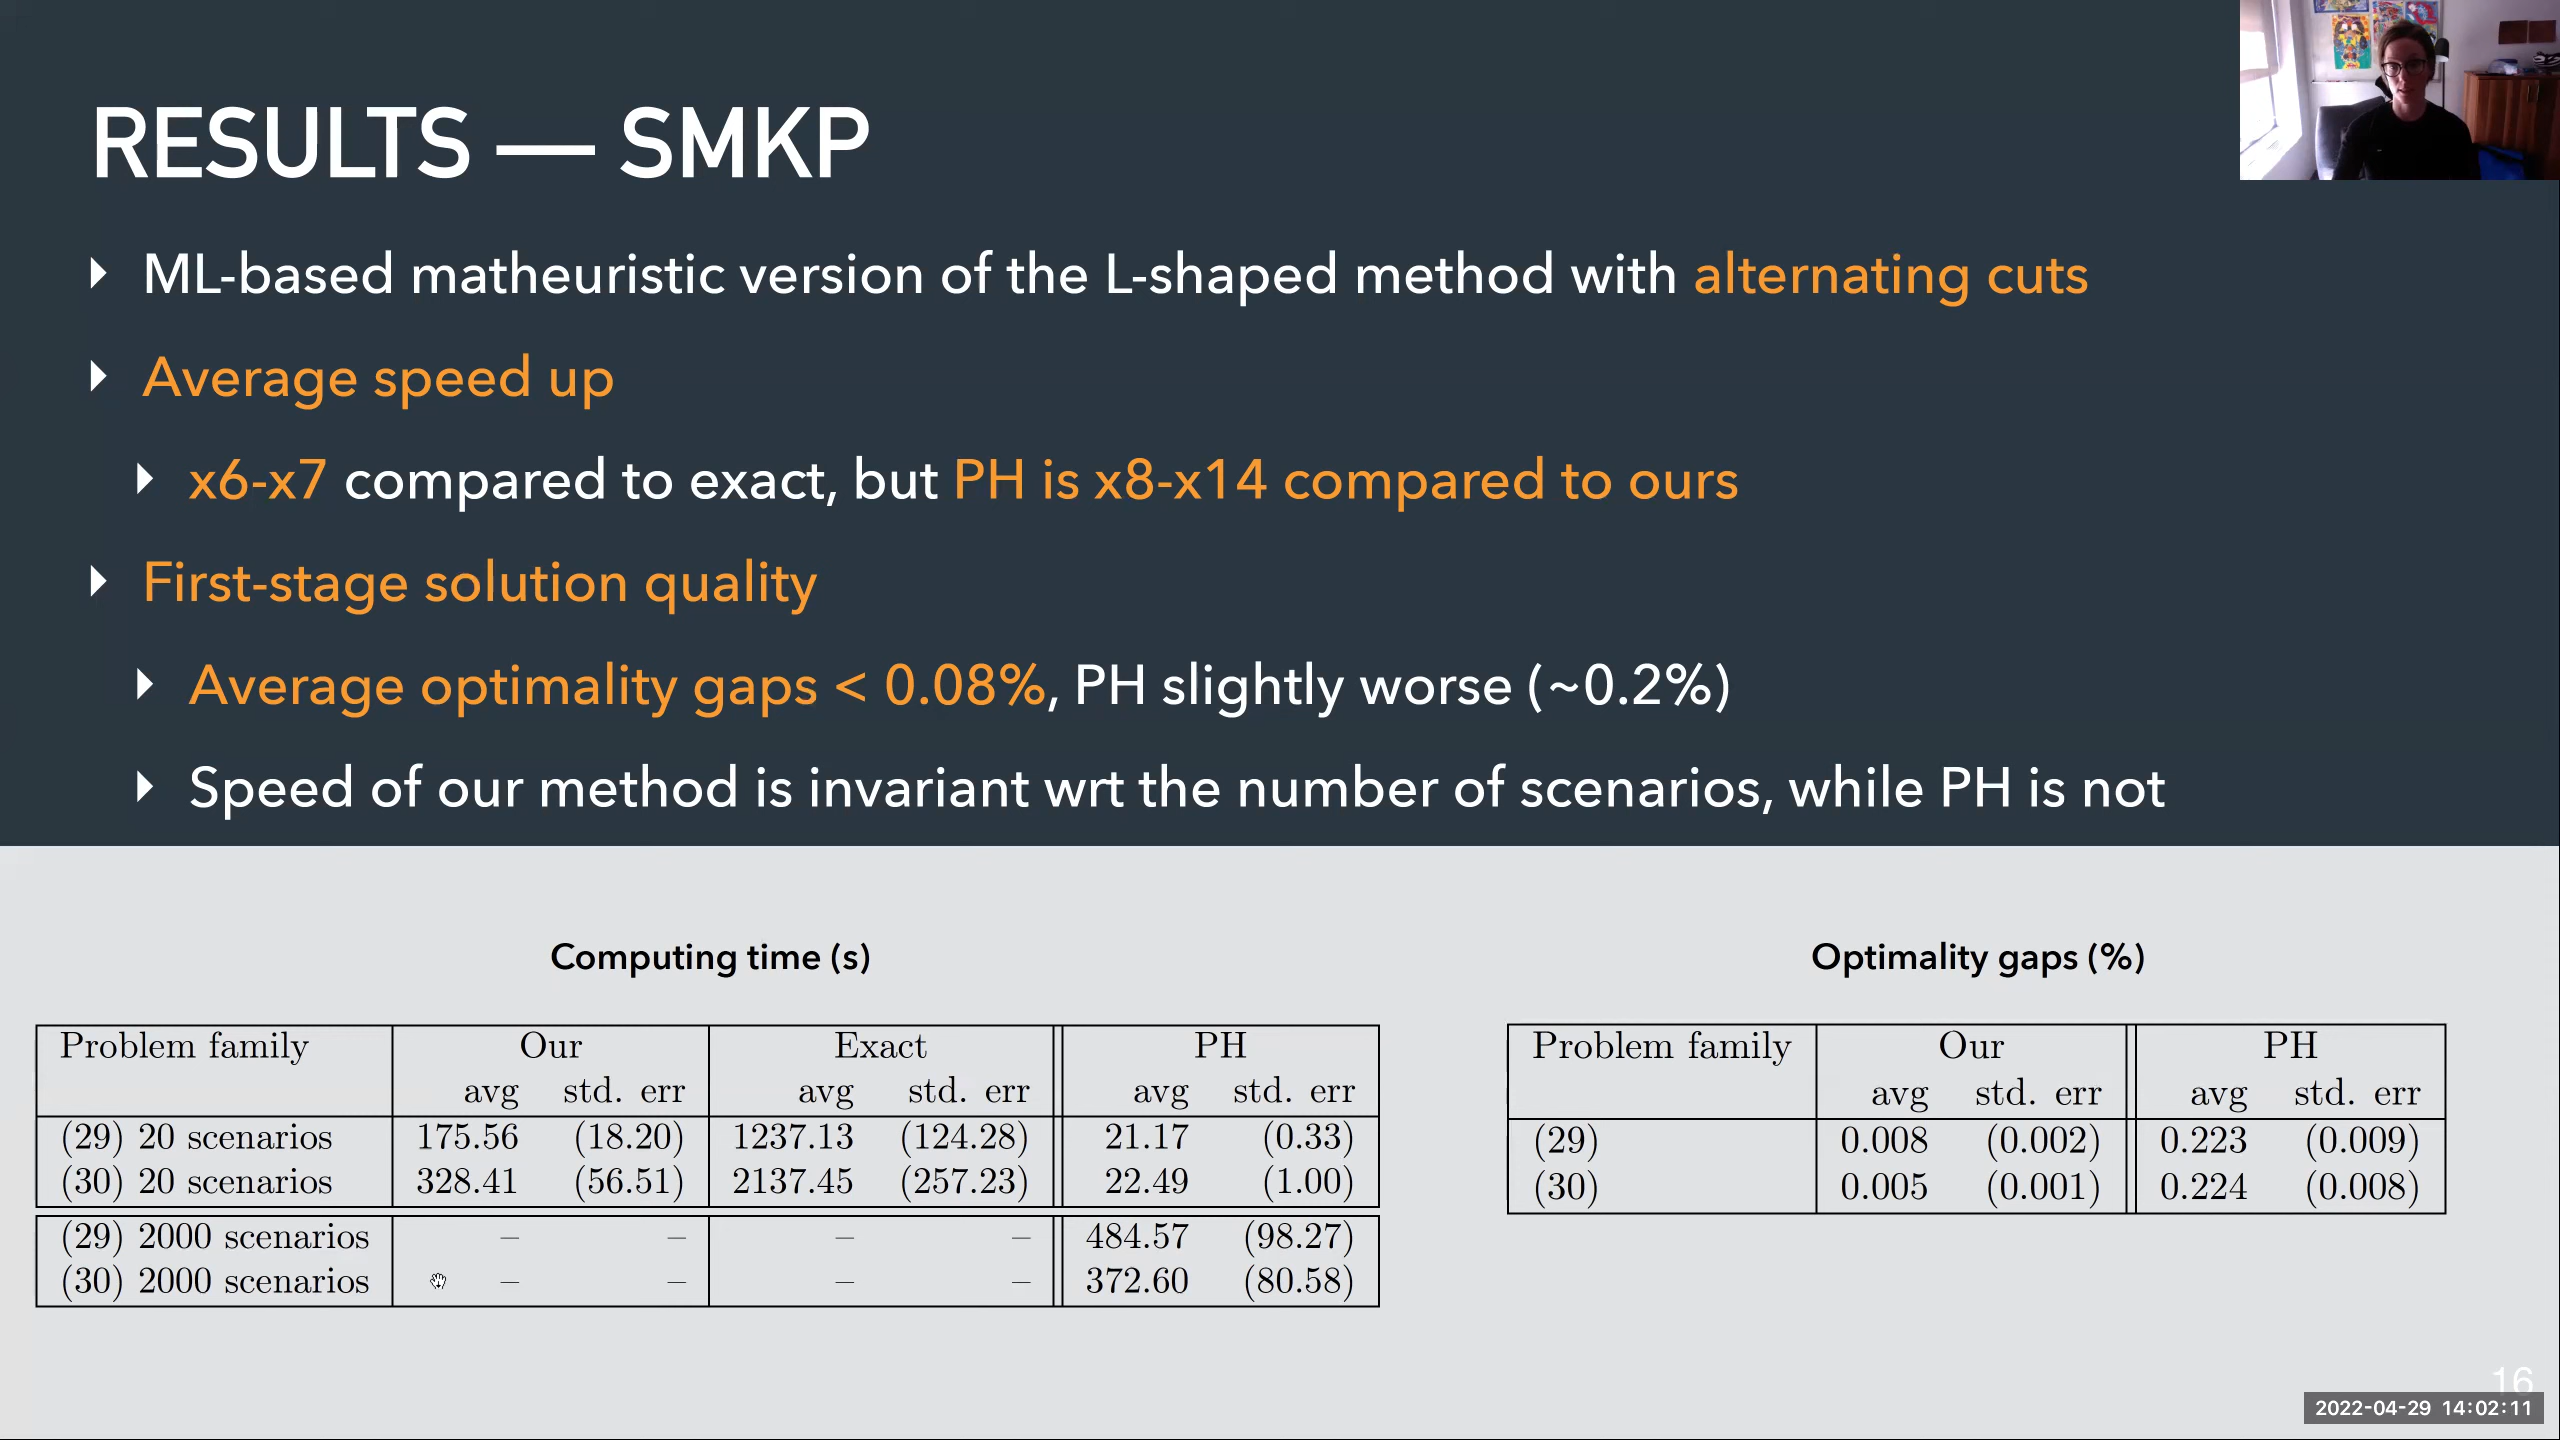 RESULTS — SMKP
ML-based matheuristic version of the L-shaped method with alternating cuts
Average speed up
x6-x7 compared to exact, but PH is x8-x14 compared to ours
First-stage solution quality
Average optimality gaps < 0.08%, PH slightly worse (~0.2%)
Speed of our method is invariant wrt the number of scenarios, while PH is not
Computing time (s)
Problem family Our Exact PH
avg std. err avg std. err avg std. err
(29) 20 scenarios 175.56 (18.20) 1237.13 (124.28) 21.17 (0.33)
(30) 20 scenarios 328.41 (56.51) 2137.45 (257.23) 22.49 (1.00)
(29) 2000 scenarios – – – – 484.57 (98.27)
(30) 2000 scenarios – – – – 372.60 (80.58)
Optimality gaps (%)
Problem family Our PH
avg std. err avg std. err
(29) 0.008 (0.002) 0.223 (0.009)
(30) 0.005 (0.001) 0.224 (0.008)
16
2022-04-29 14:02:11